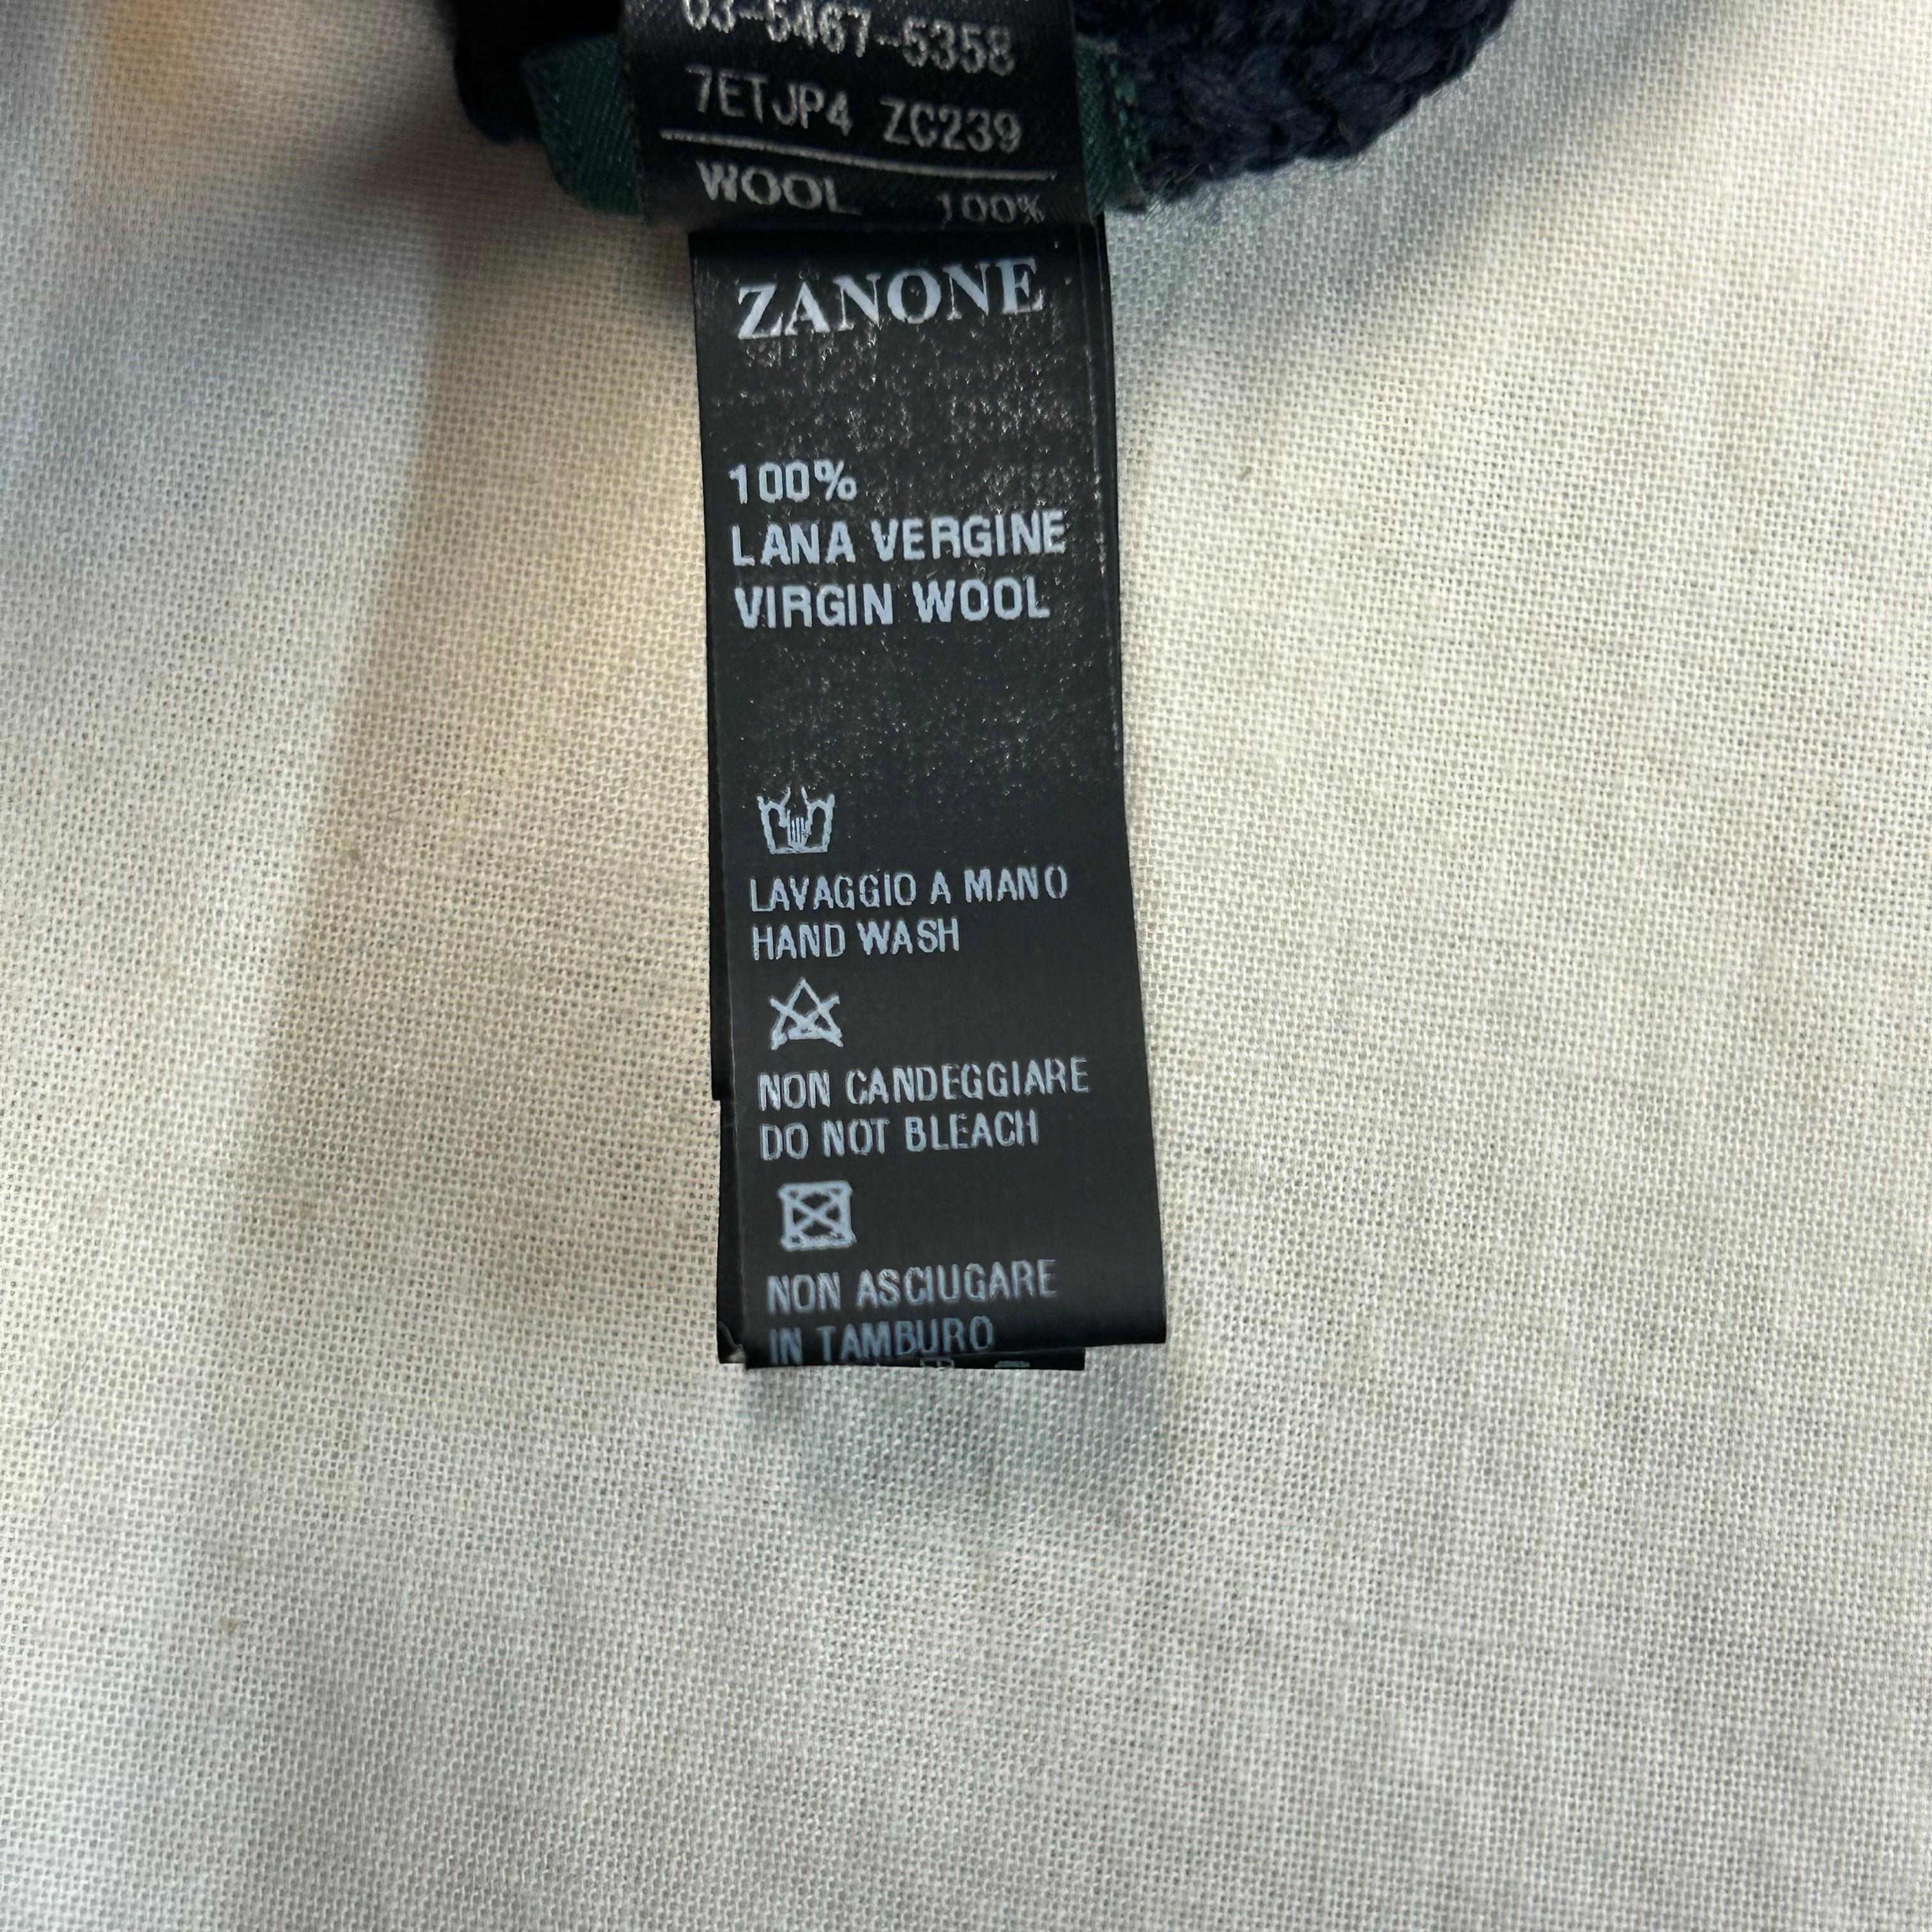 03-5467-5358
7ETJP4 ZC239
WOOL 100%
ZANONE
100%
LANA VERGINE
VIRGIN WOOL
LAVAGGIO A MANO
HAND WASH
NON CANDEGGIARE
DO NOT BLEACH
NON ASCIUGARE
IN TAMBURO